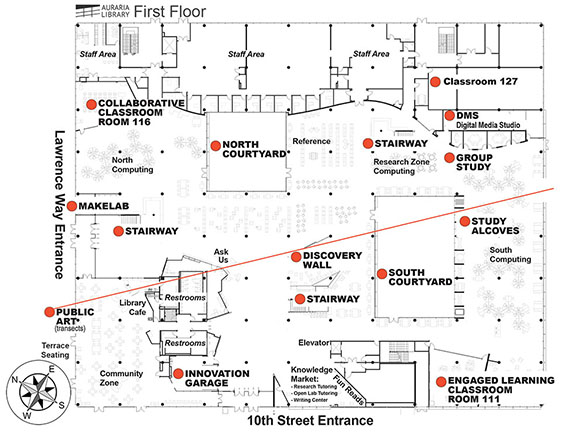 AURARIA
LIBRARY
First Floor
Staff Area
Staff Area
Staff Area
Classroom 127
COLLABORATIVE
CLASSROOM
ROOM 116
DMS
Digital Media Studio
NORTH
COURTYARD
Reference
STAIRWAY
Research Zone
Computing
GROUP
STUDY
North
Computing
Lawrence Way Entrance
MAKELAB
STAIRWAY
STUDY
ALCOVES
Ask
Us
DISCOVERY
WALL
South
Computing
SOUTH
COURTYARD
Restrooms
STAIRWAY
Library
Cafe
PUBLIC
ART
(transects)
Restrooms
Elevator
Terrace
Seating
Community
Zone
INNOVATION
GARAGE
Knowledge
Market:
- Research Tutoring
- Open Lab Tutoring
- Writing Center
Fun Reads
ENGAGED LEARNING
CLASSROOM
ROOM 111
N
E
S
W
10th Street Entrance